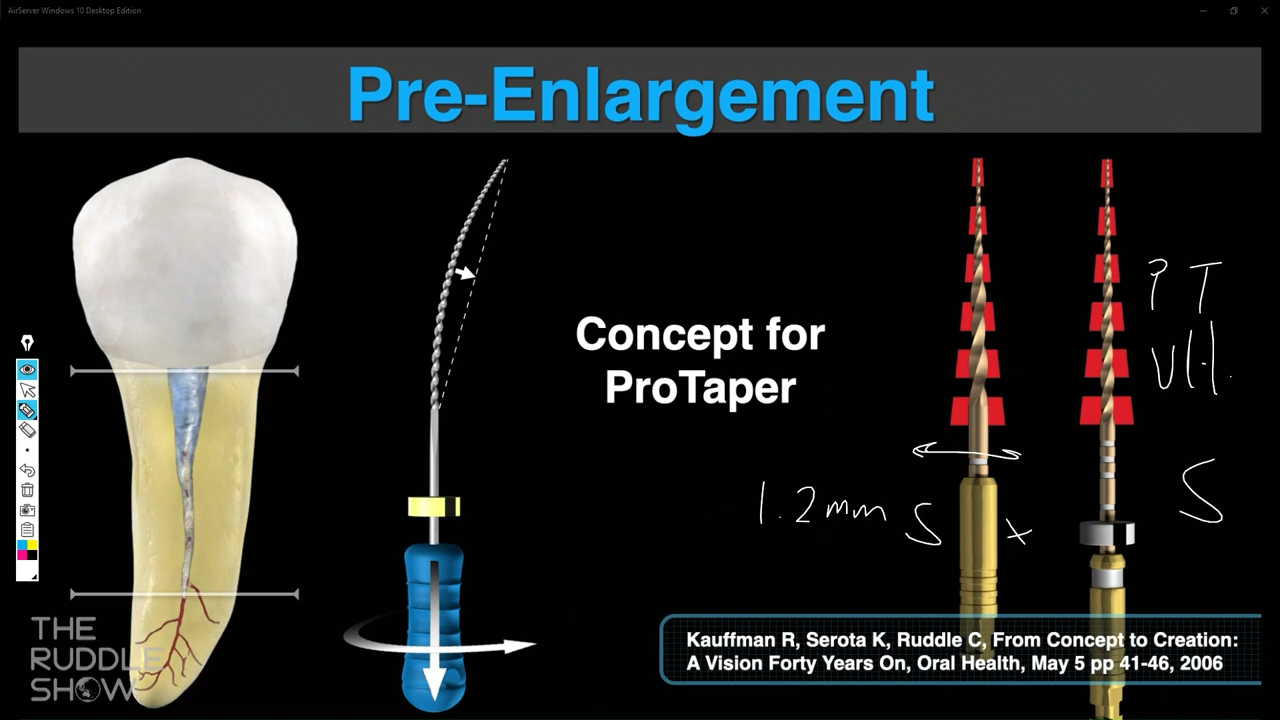 AirServer Windows 10 Desktop Edition
Pre-Enlargement
Concept for
ProTaper
P T
VH.
1.2mm S x
S
THE
RUDDLE
SHOW
Kauffman R, Serota K, Ruddle C, From Concept to Creation:
A Vision Forty Years On, Oral Health, May 5 pp 41-46, 2006